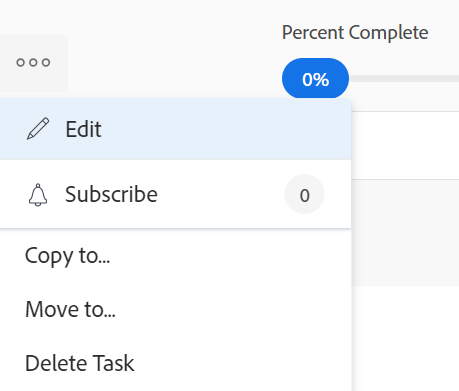 Percent Complete
0%
Edit
Subscribe 0
Copy to...
Move to...
Delete Task